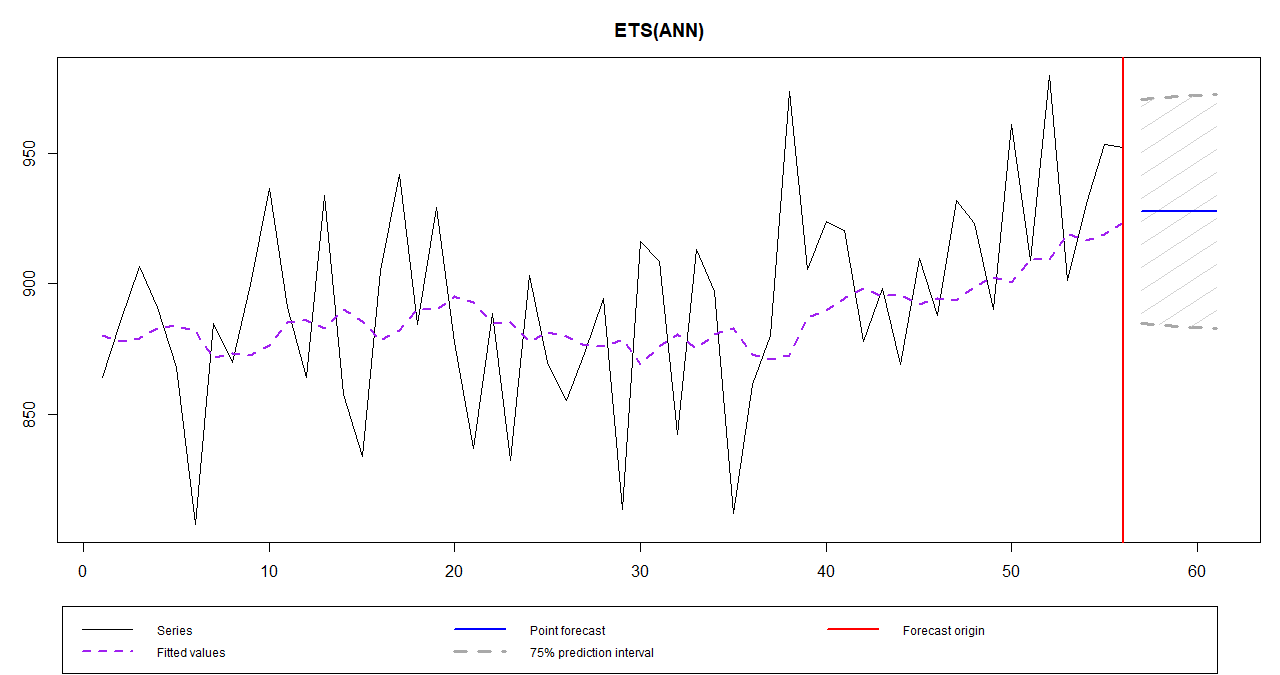 ETS(ANN)
950
900
850
0 10 20 30 40 50 60
Series Point forecast Forecast origin
Fitted values 75% prediction interval